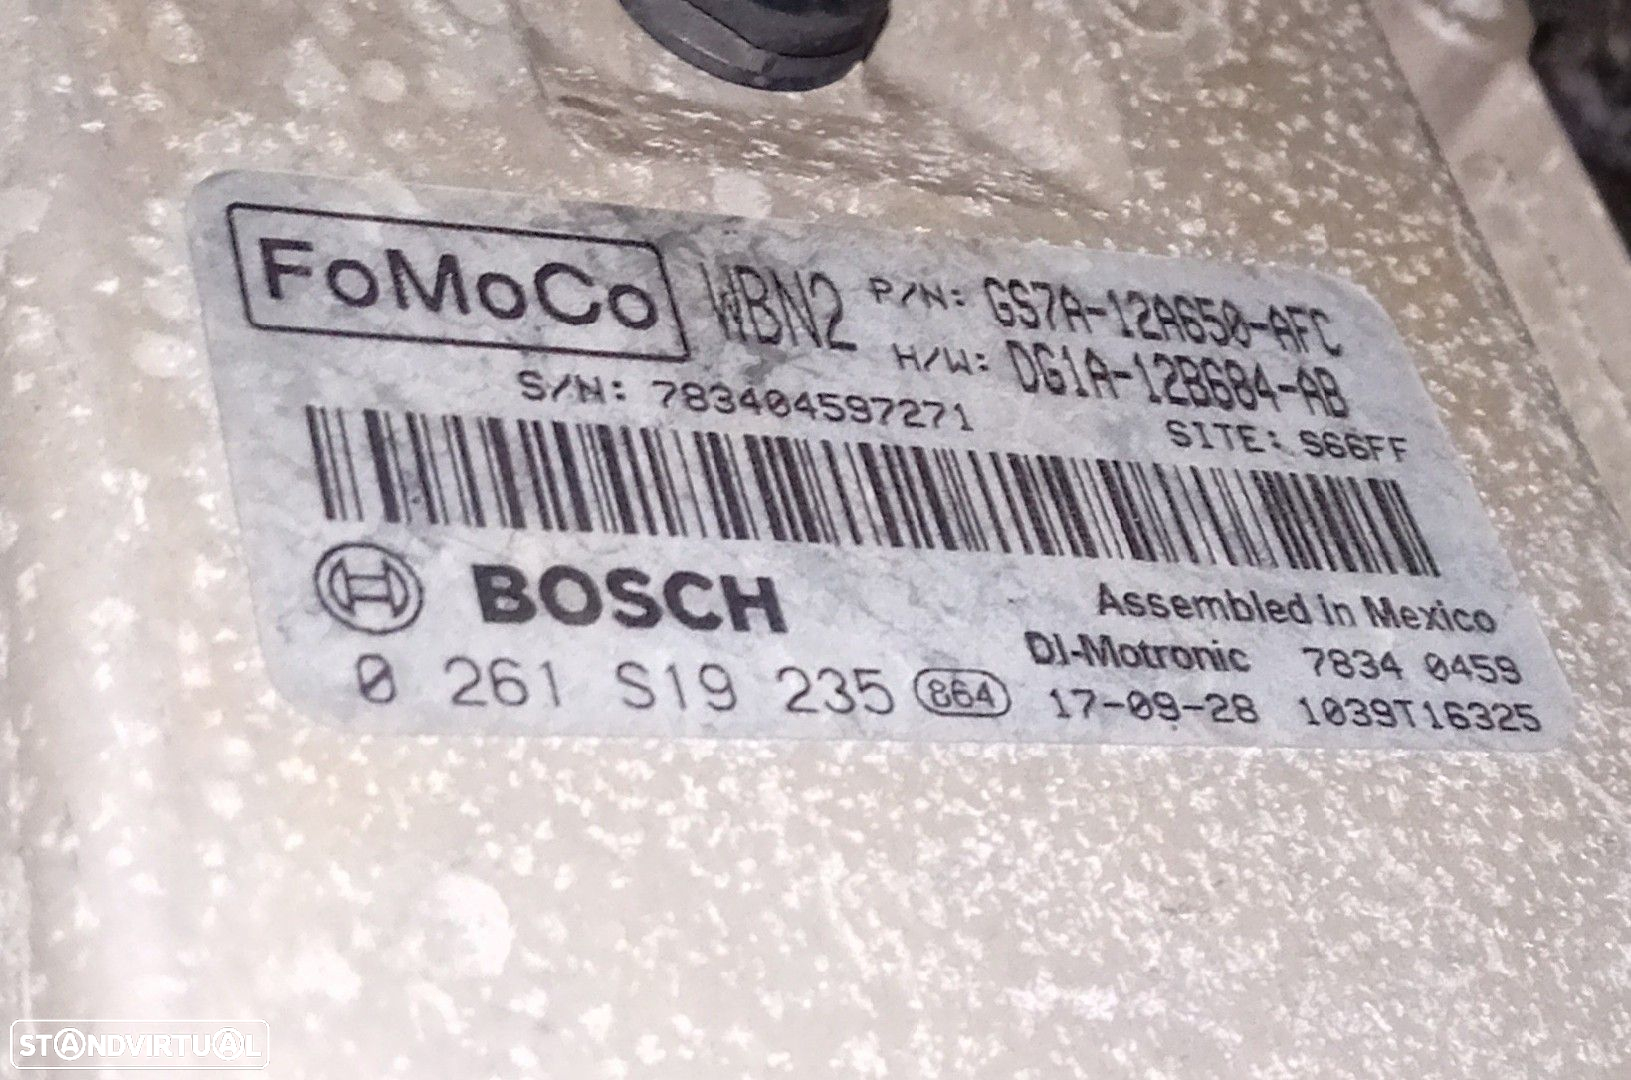 FoMoCo WBN2 P/N: GS7A-12A650-AFC
H/W: DG1A-12B684-AB
S/N: 783404597271
SITE: S66FF
BOSCH
Assembled in Mexico
DI-Motronic 7834 0459
0 261 S19 235 864 17-09-28 1039T16325
STANDVIRTUAL